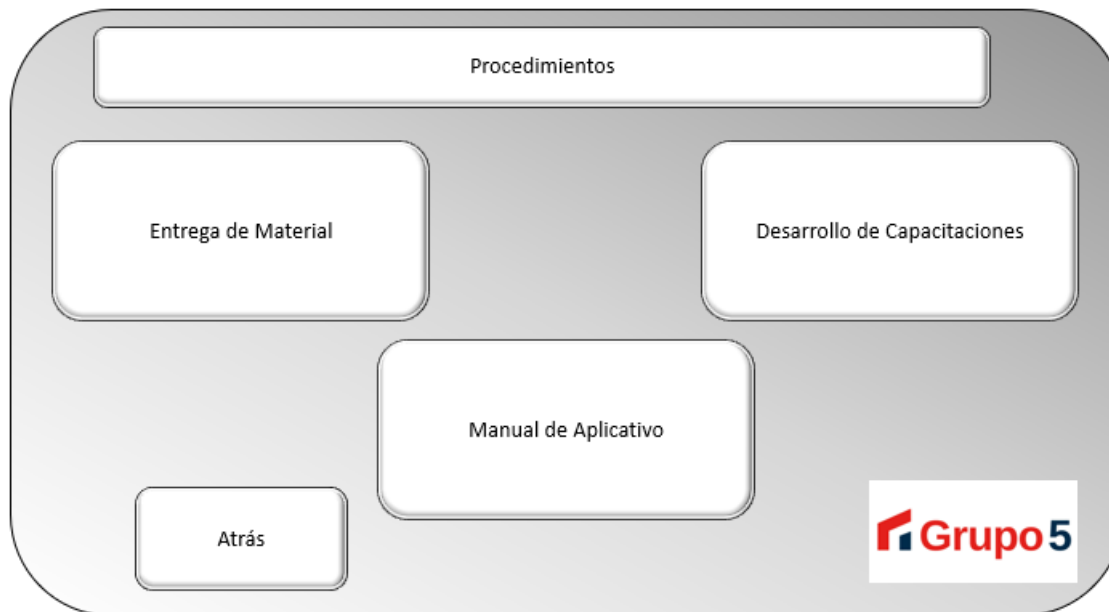 Procedimientos
Entrega de Material
Desarrollo de Capacitaciones
Manual de Aplicativo
Atrás
Grupo 5